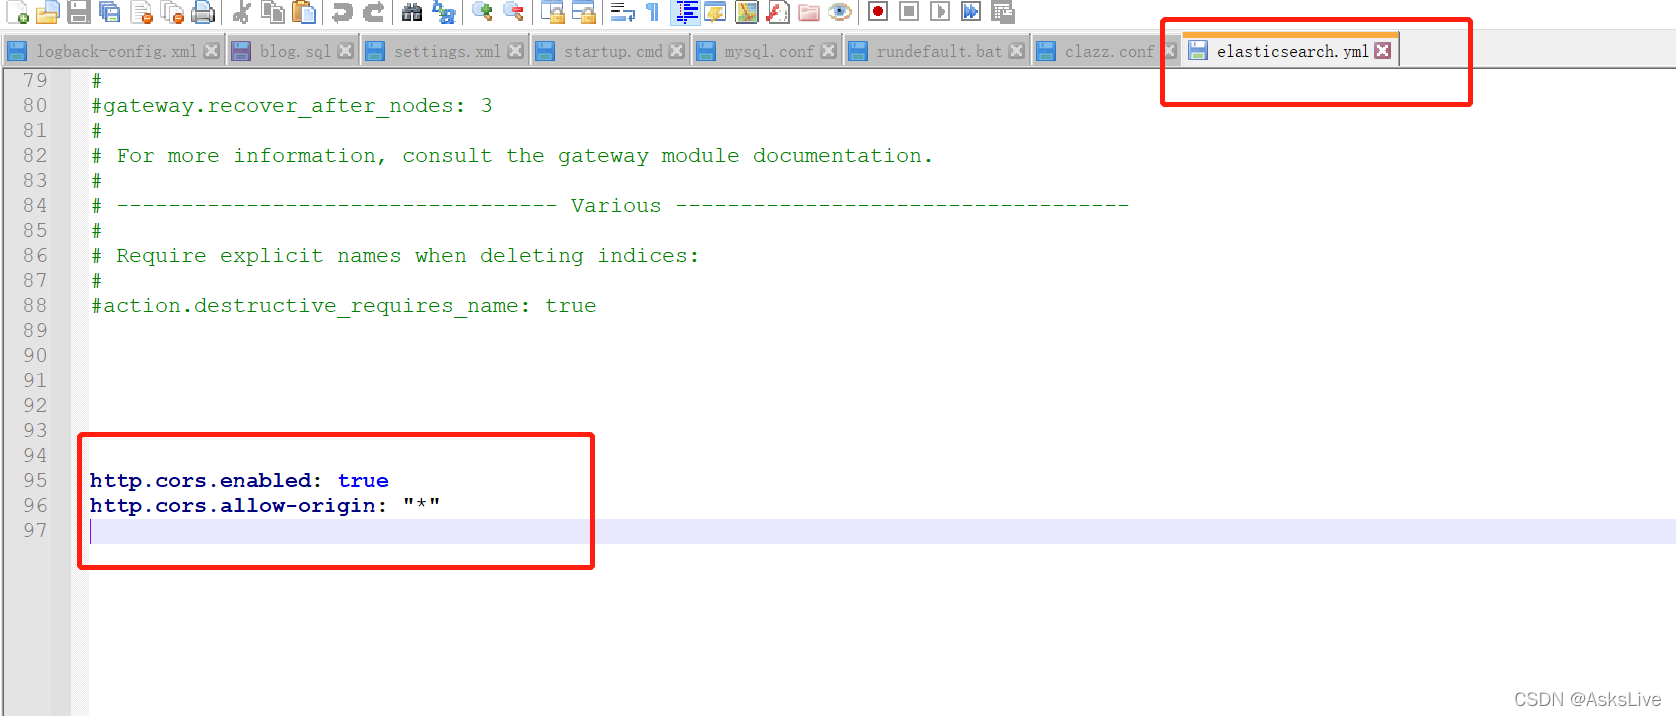 logback-config.xml blog.sql settings.xml startup.cmd mysql.conf rundefault.bat clazz.conf elasticsearch.yml
79 #
80 #gateway.recover_after_nodes: 3
81 #
82 # For more information, consult the gateway module documentation.
83 #
84 # ---------------------------------- Various -----------------------------------
85 #
86 # Require explicit names when deleting indices:
87 #
88 #action.destructive_requires_name: true
89
90
91
92
93
94
95 http.cors.enabled: true
96 http.cors.allow-origin: "*"
97
CSDN @AsksLive